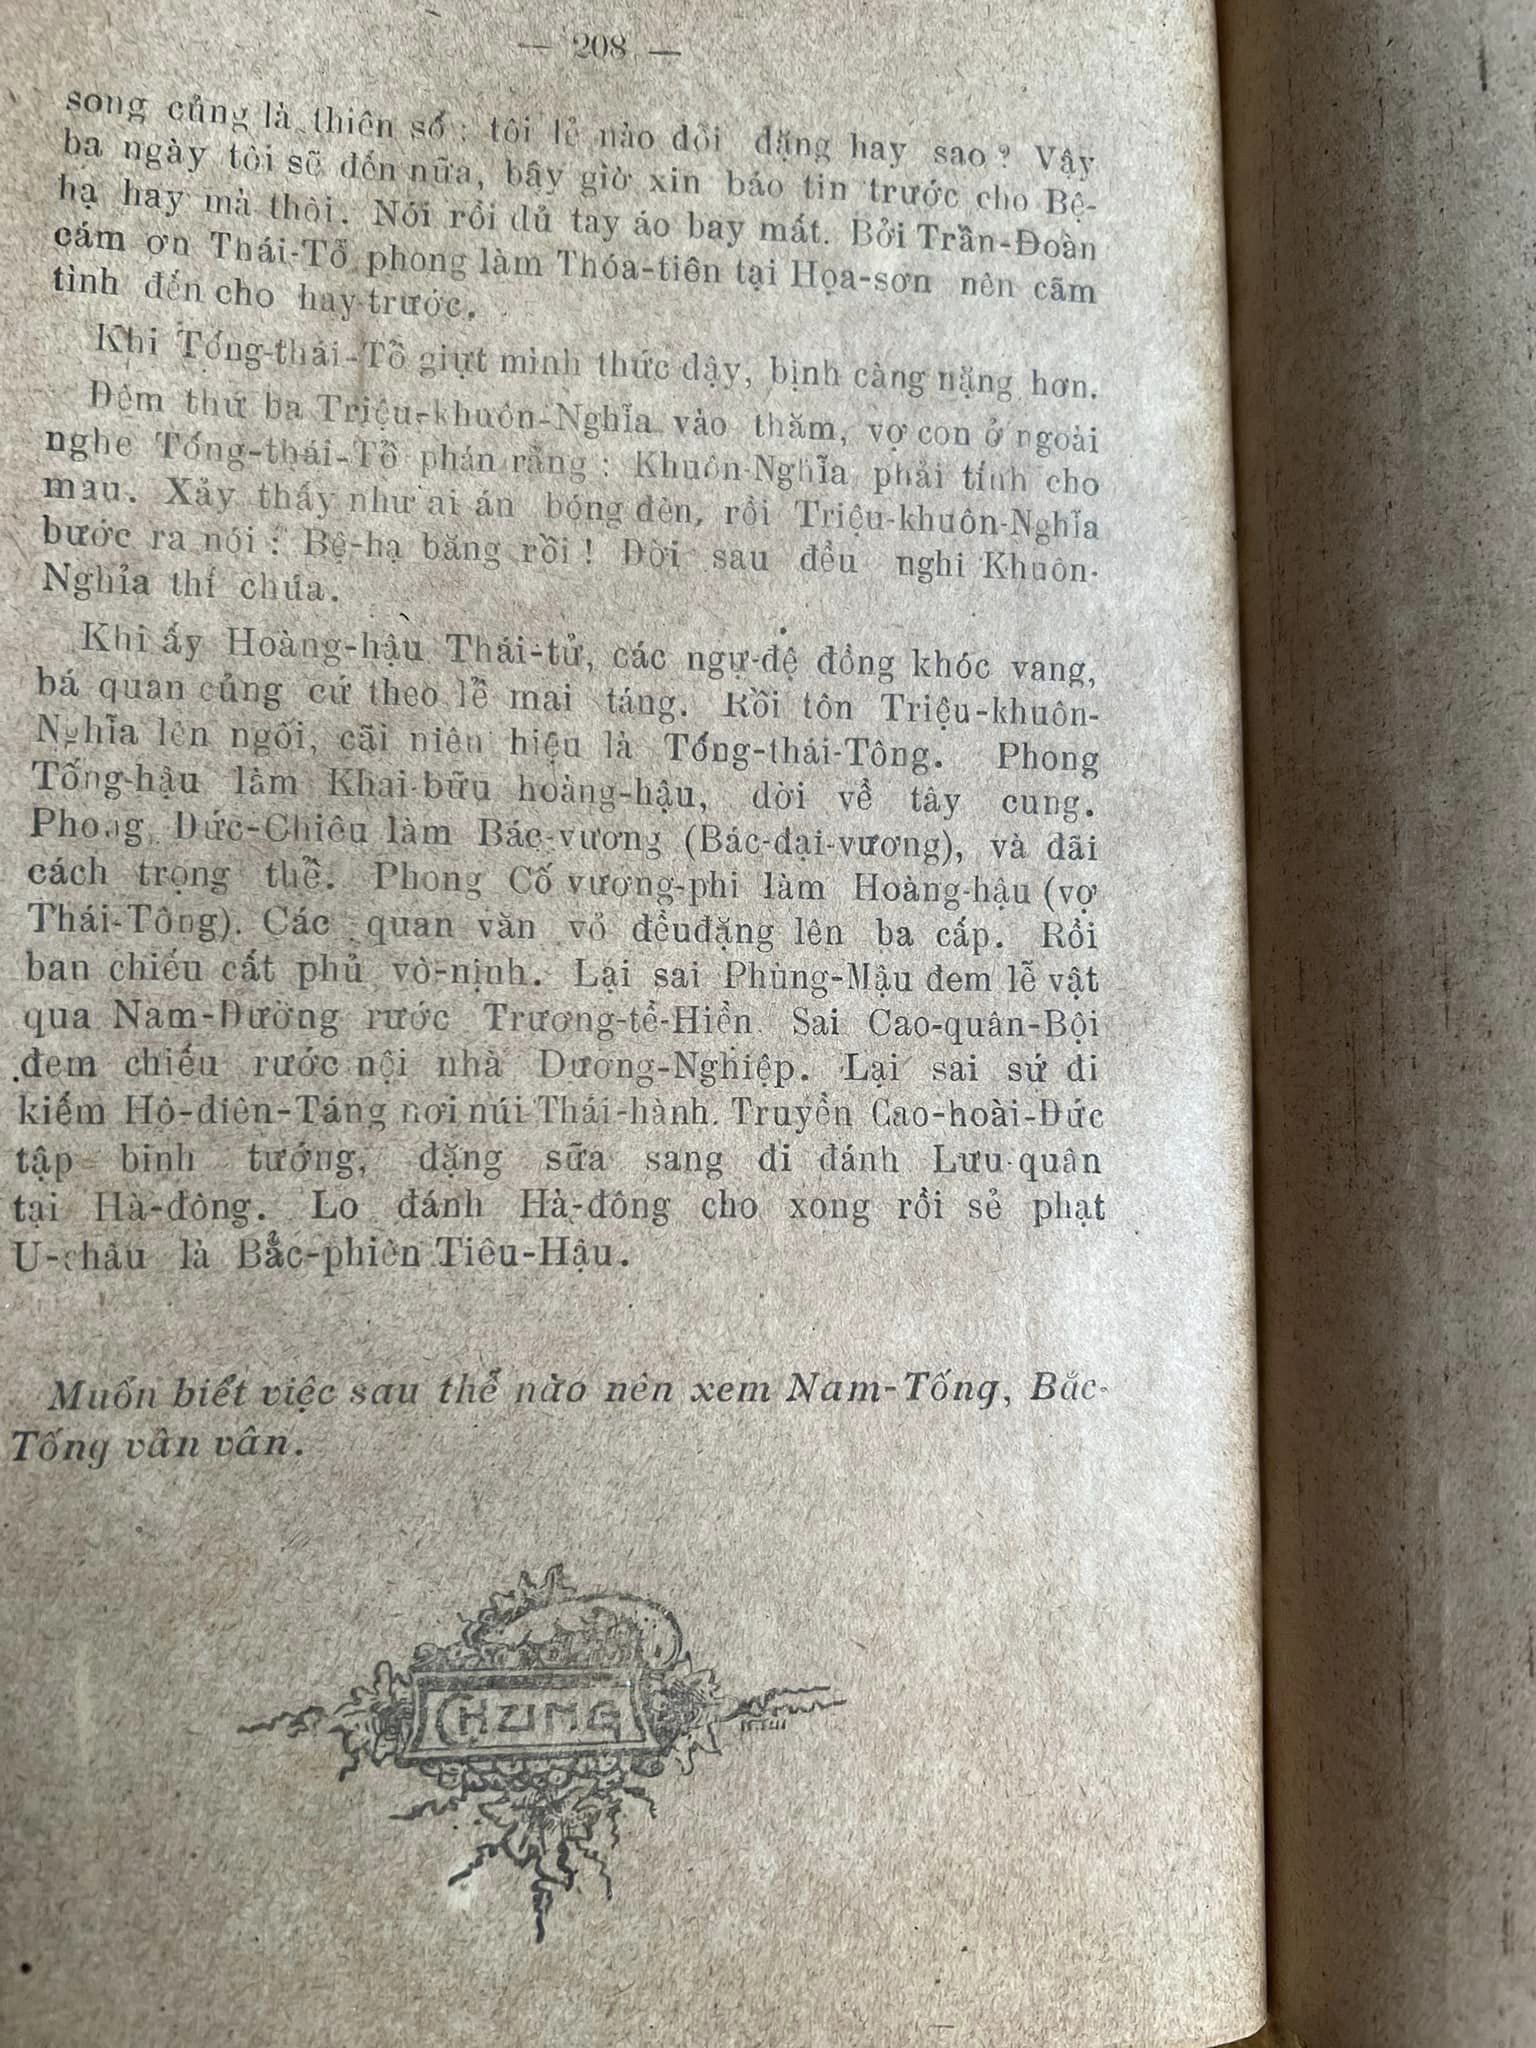 — 208 —
song củng là thiên số : tôi lẻ nào dồi đặng hay sao ? Vậy
ba ngày tôi sẽ đến nữa, bây giờ xin báo tin trước cho Bệ-
hạ hay mà thôi. Nói rồi dủ tay áo bay mất. Bởi Trần-Đoàn
cám ơn Thái-Tổ phong làm Thóa-tiên tại Họa-sơn nên cãm
tình đến cho hay trước.
Khi Tống-thái-Tổ giựt mình thức dậy, bịnh càng nặng hơn.
Đêm thứ ba Triệu-khuôn-Nghĩa vào thăm, vợ con ở ngoài
nghe Tống-thái-Tổ phán rằng : Khuôn-Nghĩa phải tính cho
mau. Xảy thấy như ai án bóng đèn, rồi Triệu-khuôn-Nghĩa
bước ra nói : Bệ-hạ băng rồi ! Đời sau đều nghi Khuôn-
Nghỉa thí chúa.
Khi ấy Hoàng-hậu Thái-tử, các ngự-đệ đồng khóc vang,
bá quan củng cứ theo lễ mai táng. Rồi tôn Triệu-khuôn-
Nghĩa lên ngối, cãi niên hiệu là Tống-thái-Tông. Phong
Tống-hậu làm Khai-bữu hoàng-hậu, dời về tây cung.
Phong Đức-Chiêu làm Bác-vương (Bác-đại-vương), và đãi
cách trọng thể. Phong Cố vương-phi làm Hoàng-hậu (vợ
Thái-Tông). Các quan văn vỏ đềuđặng lên ba cấp. Rồi
ban chiếu cất phủ vò-nịnh. Lại sai Phùng-Mậu đem lễ vật
qua Nam-Đường rước Trương-tề-Hiền. Sai Cao-quân-Bội
đem chiếu rước nội nhà Dương-Nghiệp. Lại sai sứ đi
kiếm Hô-diên-Táng nơi núi Thái-hành. Truyền Cao-hoài-Đức
tập binh tướng, đặng sữa sang đi đánh Lưu-quân
tại Hà-đông. Lo đánh Hà-đông cho xong rồi sẻ phạt
U-châu là Bắc-phiên Tiêu-Hậu.
Muốn biết việc sau thể nào nên xem Nam-Tống, Bắc-
Tống vân vân.
CHUNG